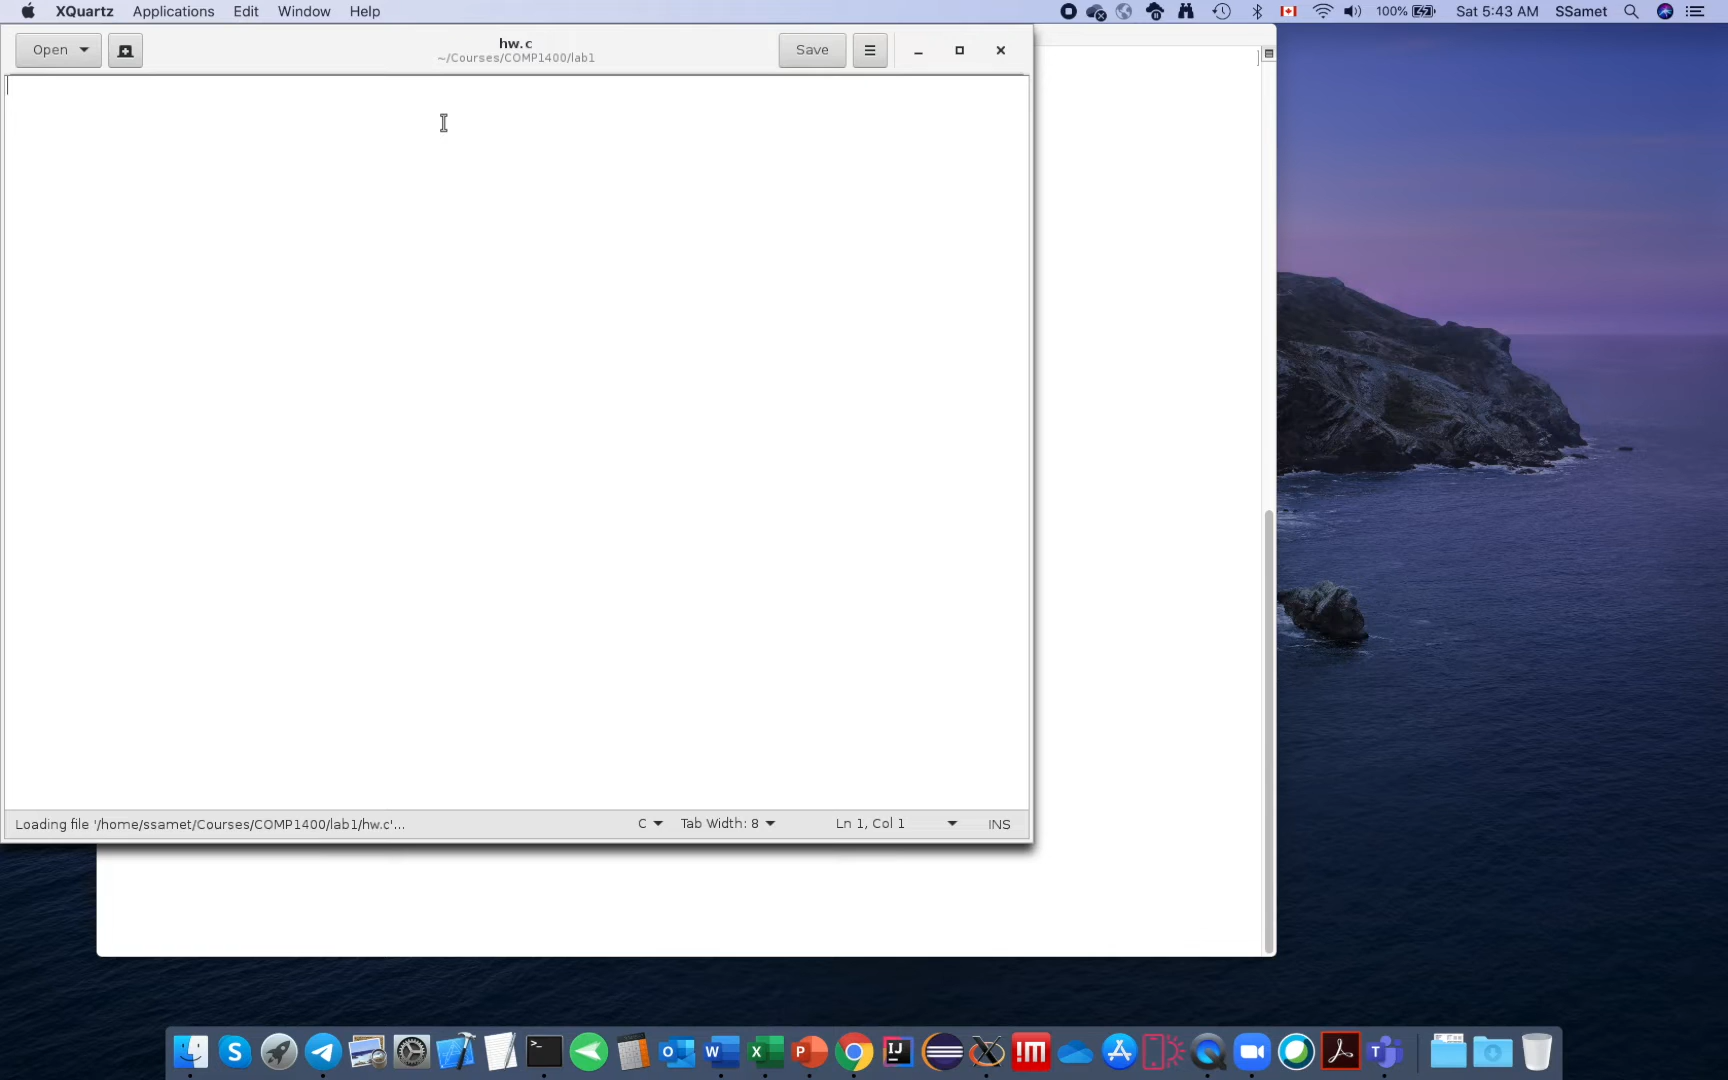 XQuartz Applications Edit Window Help
100% Sat 5:43 AM SSamet
Open hw.c Save
~/Courses/COMP1400/lab1
]
Loading file '/home/ssamet/Courses/COMP1400/lab1/hw.c'... C Tab Width: 8 Ln 1, Col 1 INS